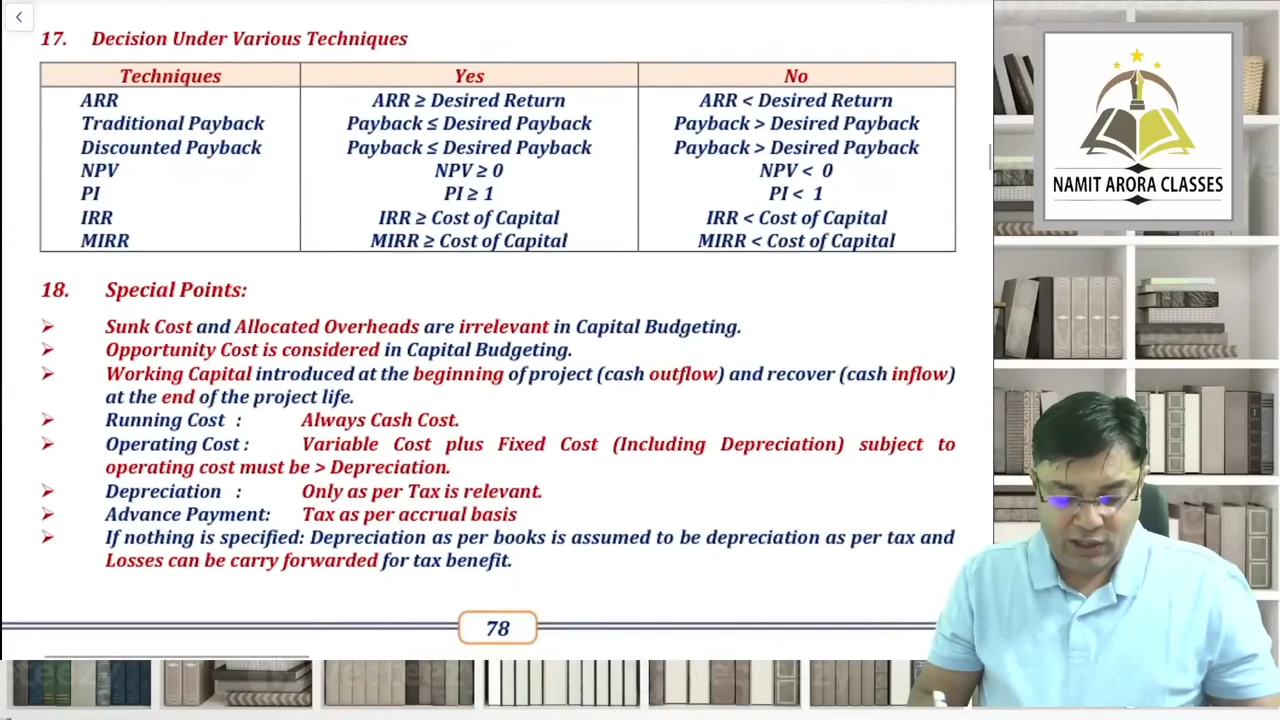 17. Decision Under Various Techniques
Techniques Yes No
ARR ARR ≥ Desired Return ARR < Desired Return
Traditional Payback Payback ≤ Desired Payback Payback > Desired Payback
Discounted Payback Payback ≤ Desired Payback Payback > Desired Payback
NPV NPV ≥ 0 NPV < 0
PI PI ≥ 1 PI < 1
IRR IRR ≥ Cost of Capital IRR < Cost of Capital
MIRR MIRR ≥ Cost of Capital MIRR < Cost of Capital
18. Special Points:
➢ Sunk Cost and Allocated Overheads are irrelevant in Capital Budgeting.
➢ Opportunity Cost is considered in Capital Budgeting.
➢ Working Capital introduced at the beginning of project (cash outflow) and recover (cash inflow)
at the end of the project life.
➢ Running Cost : Always Cash Cost.
➢ Operating Cost : Variable Cost plus Fixed Cost (Including Depreciation) subject to
operating cost must be > Depreciation.
➢ Depreciation : Only as per Tax is relevant.
➢ Advance Payment: Tax as per accrual basis
➢ If nothing is specified: Depreciation as per books is assumed to be depreciation as per tax and
Losses can be carry forwarded for tax benefit.
78
NAMIT ARORA CLASSES